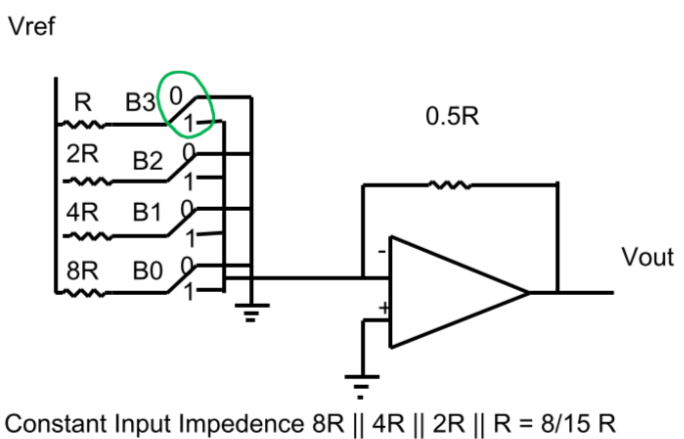 Vref
R B3 0
1
0.5R
2R B2 0
1
4R B1 0
1
8R B0 0
1
-
+
Vout
Constant Input Impedence 8R || 4R || 2R || R = 8/15 R